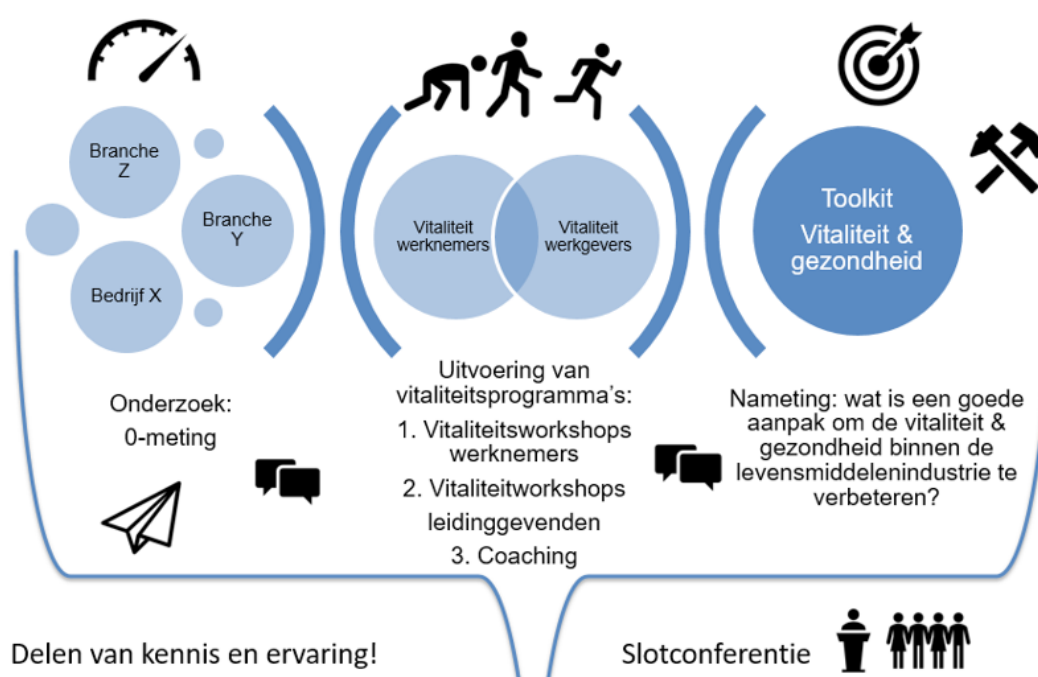 Branche
Z
Branche
Y
Bedrijf X
Onderzoek:
0-meting
Vitaliteit
werknemers
Vitaliteit
werkgevers
Uitvoering van
vitaliteitsprogramma's:
1. Vitaliteitsworkshops
werknemers
2. Vitaliteitworkshops
leidinggevenden
3. Coaching
Toolkit
Vitaliteit &
gezondheid
Nameting: wat is een goede
aanpak om de vitaliteit &
gezondheid binnen de
levensmiddelenindustrie te
verbeteren?
Delen van kennis en ervaring!
Slotconferentie